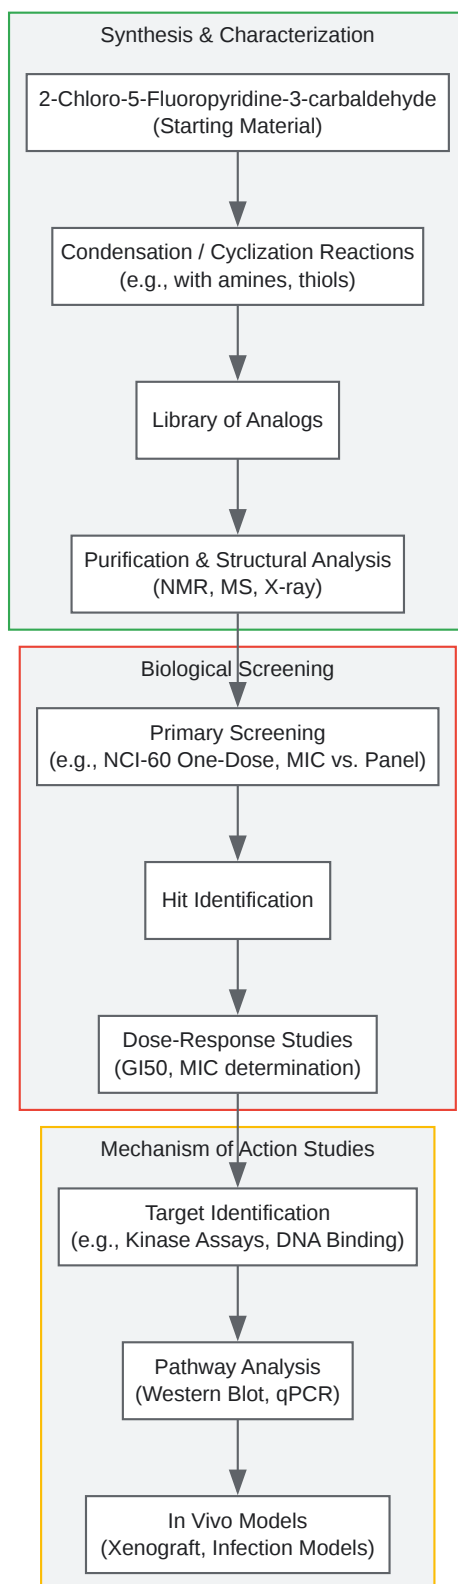 Synthesis & Characterization
2-Chloro-5-Fluoropyridine-3-carbaldehyde
(Starting Material)
Condensation / Cyclization Reactions
(e.g., with amines, thiols)
Library of Analogs
Purification & Structural Analysis
(NMR, MS, X-ray)
Biological Screening
Primary Screening
(e.g., NCI-60 One-Dose, MIC vs. Panel)
Hit Identification
Dose-Response Studies
(GI50, MIC determination)
Mechanism of Action Studies
Target Identification
(e.g., Kinase Assays, DNA Binding)
Pathway Analysis
(Western Blot, qPCR)
In Vivo Models
(Xenograft, Infection Models)